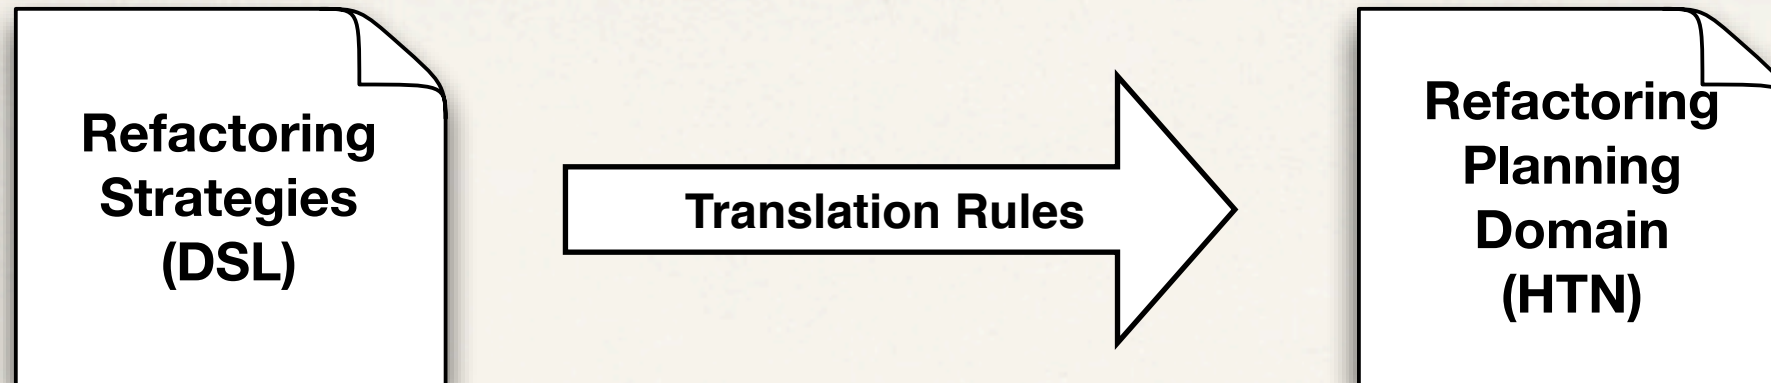 Refactoring
Strategies
(DSL)
Translation Rules
Refactoring
Planning
Domain
(HTN)